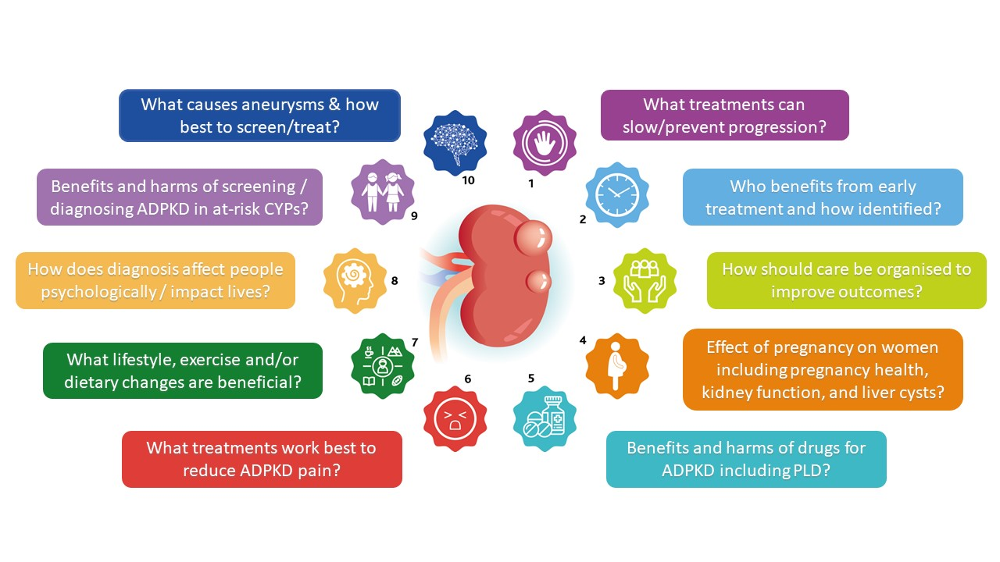 What treatments can
slow/prevent progression?
1
Who benefits from early
treatment and how identified?
2
How should care be organised to
improve outcomes?
3
Effect of pregnancy on women
including pregnancy health,
kidney function, and liver cysts?
4
Benefits and harms of drugs for
ADPKD including PLD?
5
What treatments work best to
reduce ADPKD pain?
6
What lifestyle, exercise and/or
dietary changes are beneficial?
7
How does diagnosis affect people
psychologically / impact lives?
8
Benefits and harms of screening /
diagnosing ADPKD in at-risk CYPs?
9
What causes aneurysms & how
best to screen/treat?
10